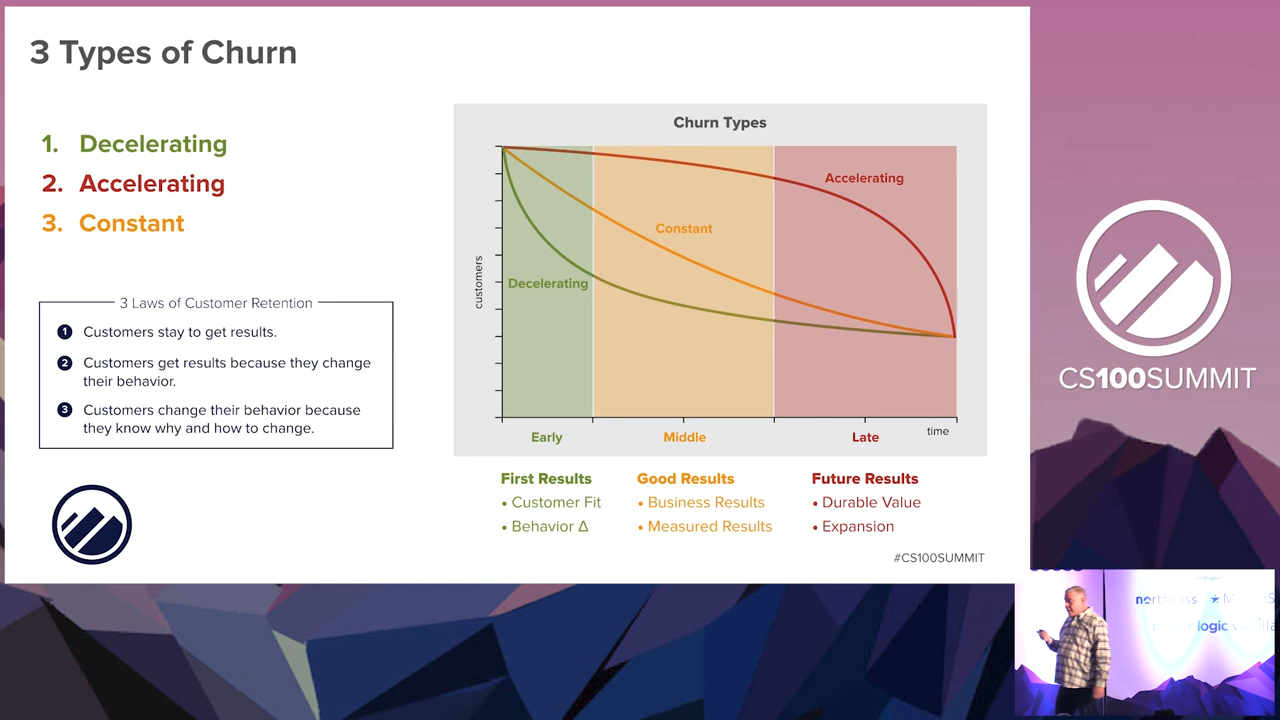 3 Types of Churn
1. Decelerating
2. Accelerating
3. Constant
3 Laws of Customer Retention
1 Customers stay to get results.
2 Customers get results because they change
their behavior.
3 Customers change their behavior because
they know why and how to change.
Churn Types
customers
Accelerating
Constant
Decelerating
Early
Middle
Late
time
First Results
• Customer Fit
• Behavior Δ
Good Results
• Business Results
• Measured Results
Future Results
• Durable Value
• Expansion
#CS100SUMMIT
CS100SUMMIT
northpass
logic